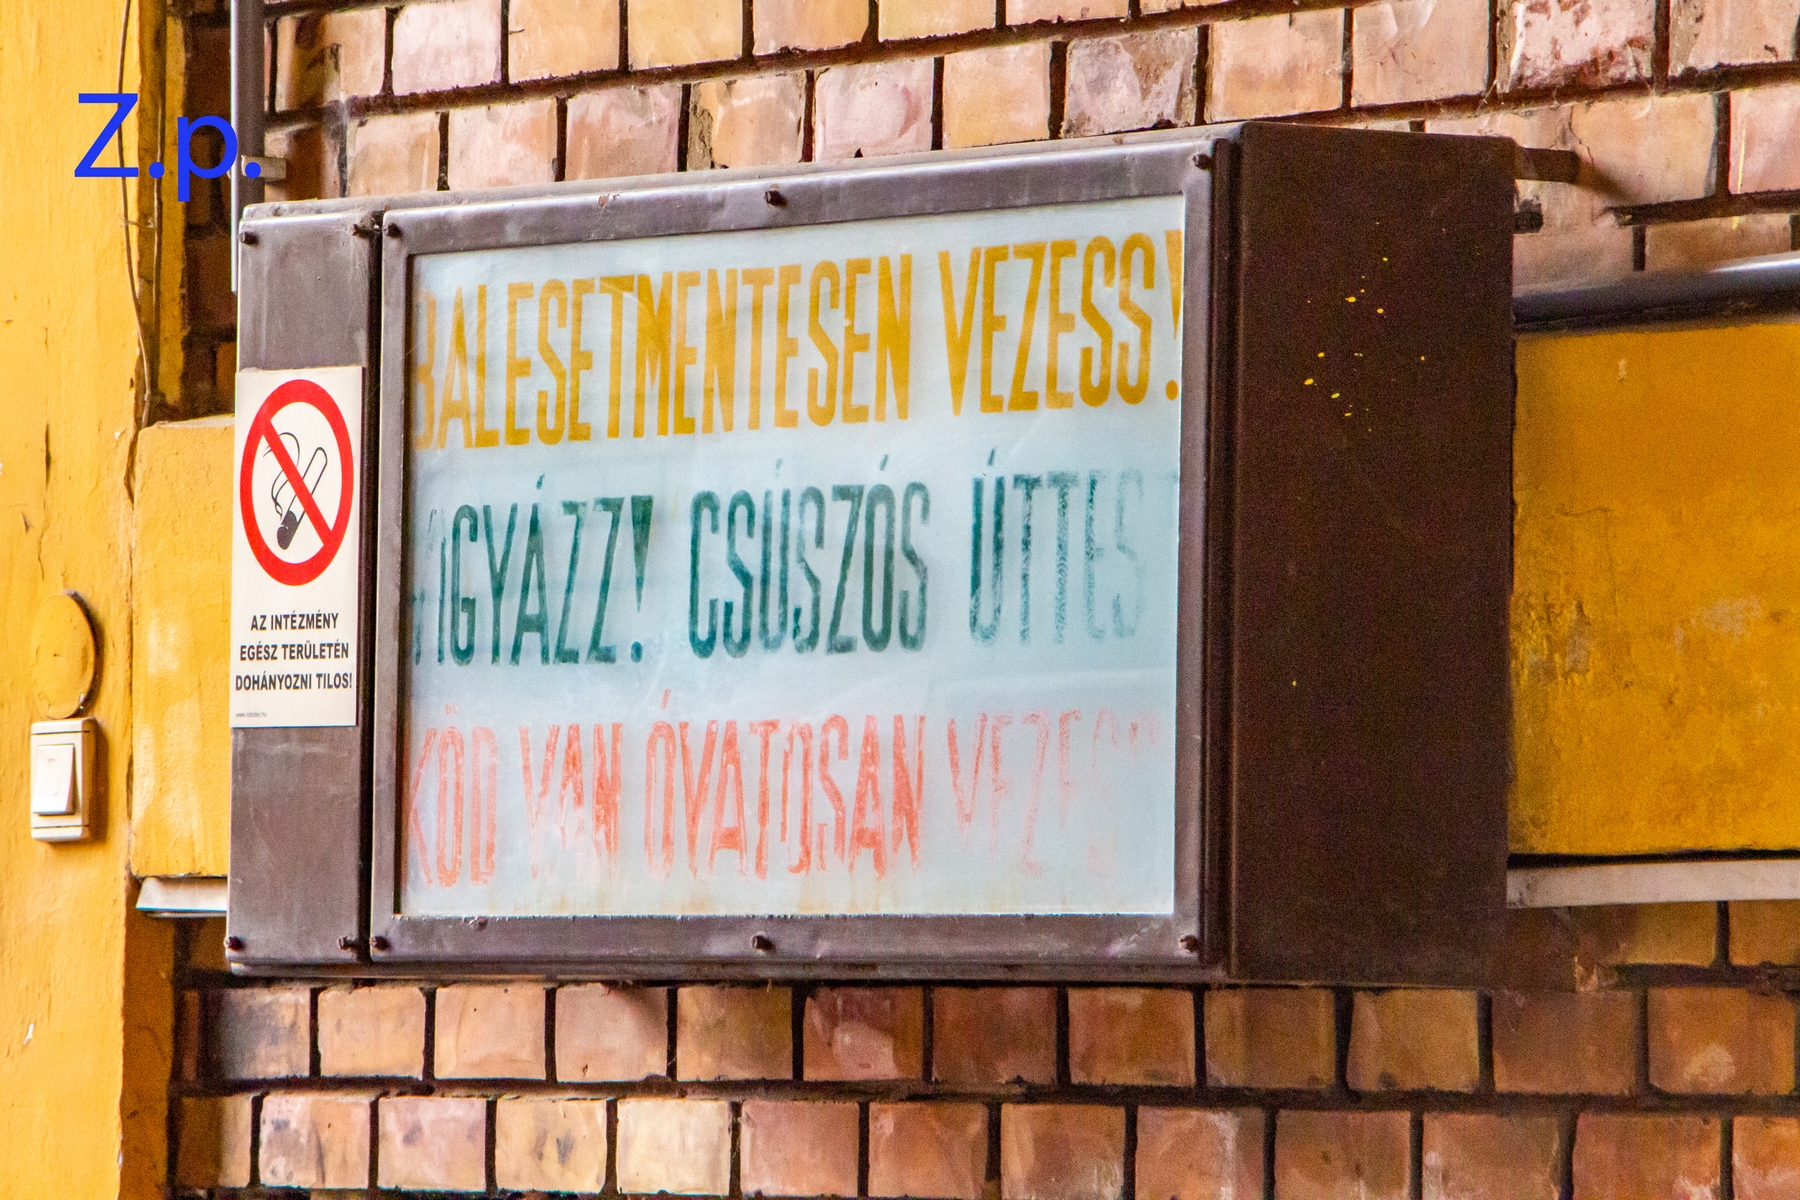 Z.p.
BALESETMENTESEN VEZESS!
VIGYÁZZ! CSÚSZÓS ÚTTEST
KÖD VAN ÓVATOSAN VEZESS
AZ INTÉZMÉNY
EGÉSZ TERÜLETÉN
DOHÁNYOZNI TILOS!